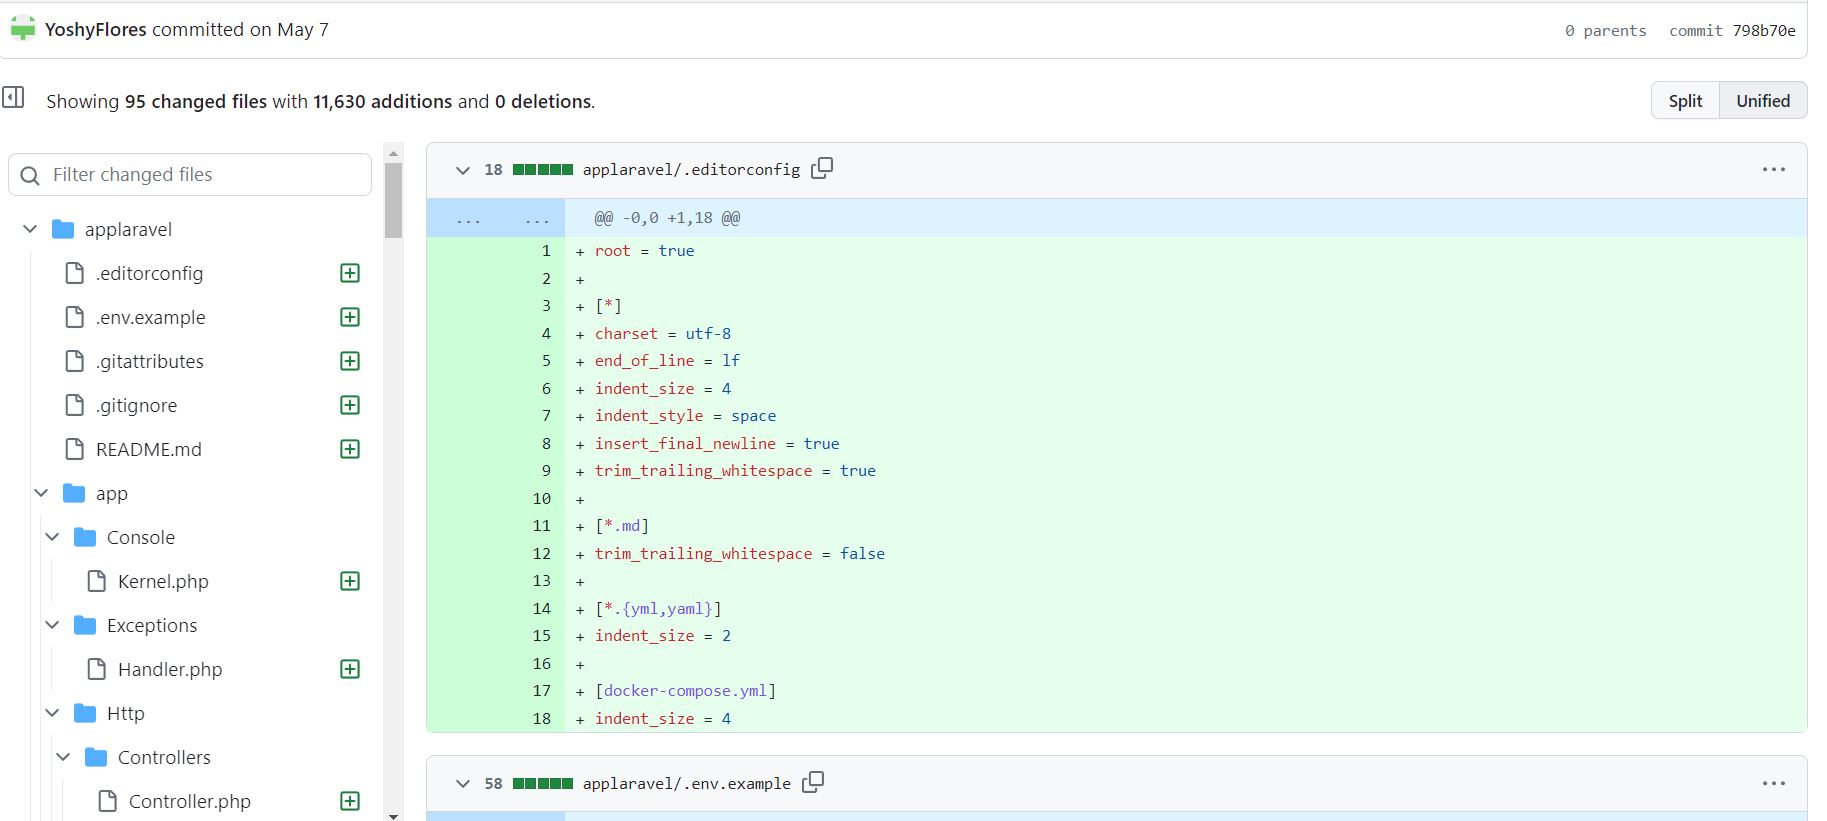 YoshyFlores committed on May 7
0 parents commit 798b70e
Showing 95 changed files with 11,630 additions and 0 deletions.
Split Unified
Filter changed files
applaravel
.editorconfig
.env.example
.gitattributes
.gitignore
README.md
app
Console
Kernel.php
Exceptions
Handler.php
Http
Controllers
Controller.php
18 applaravel/.editorconfig
... ... @@ -0,0 +1,18 @@
1 + root = true
2 +
3 + [*]
4 + charset = utf-8
5 + end_of_line = lf
6 + indent_size = 4
7 + indent_style = space
8 + insert_final_newline = true
9 + trim_trailing_whitespace = true
10 +
11 + [*.md]
12 + trim_trailing_whitespace = false
13 +
14 + [*.{yml,yaml}]
15 + indent_size = 2
16 +
17 + [docker-compose.yml]
18 + indent_size = 4
58 applaravel/.env.example